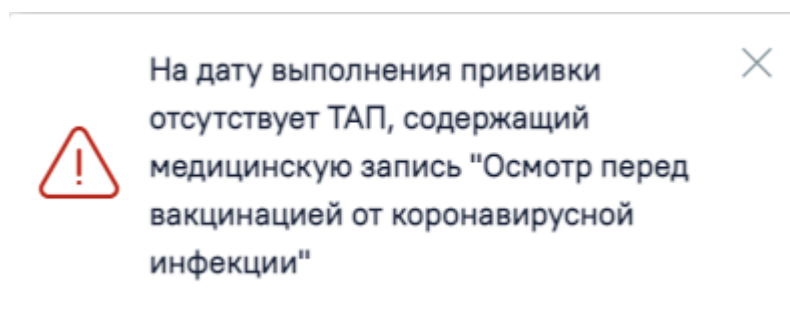 На дату выполнения прививки
отсутствует ТАП, содержащий
медицинскую запись "Осмотр перед
вакцинацией от коронавирусной
инфекции"